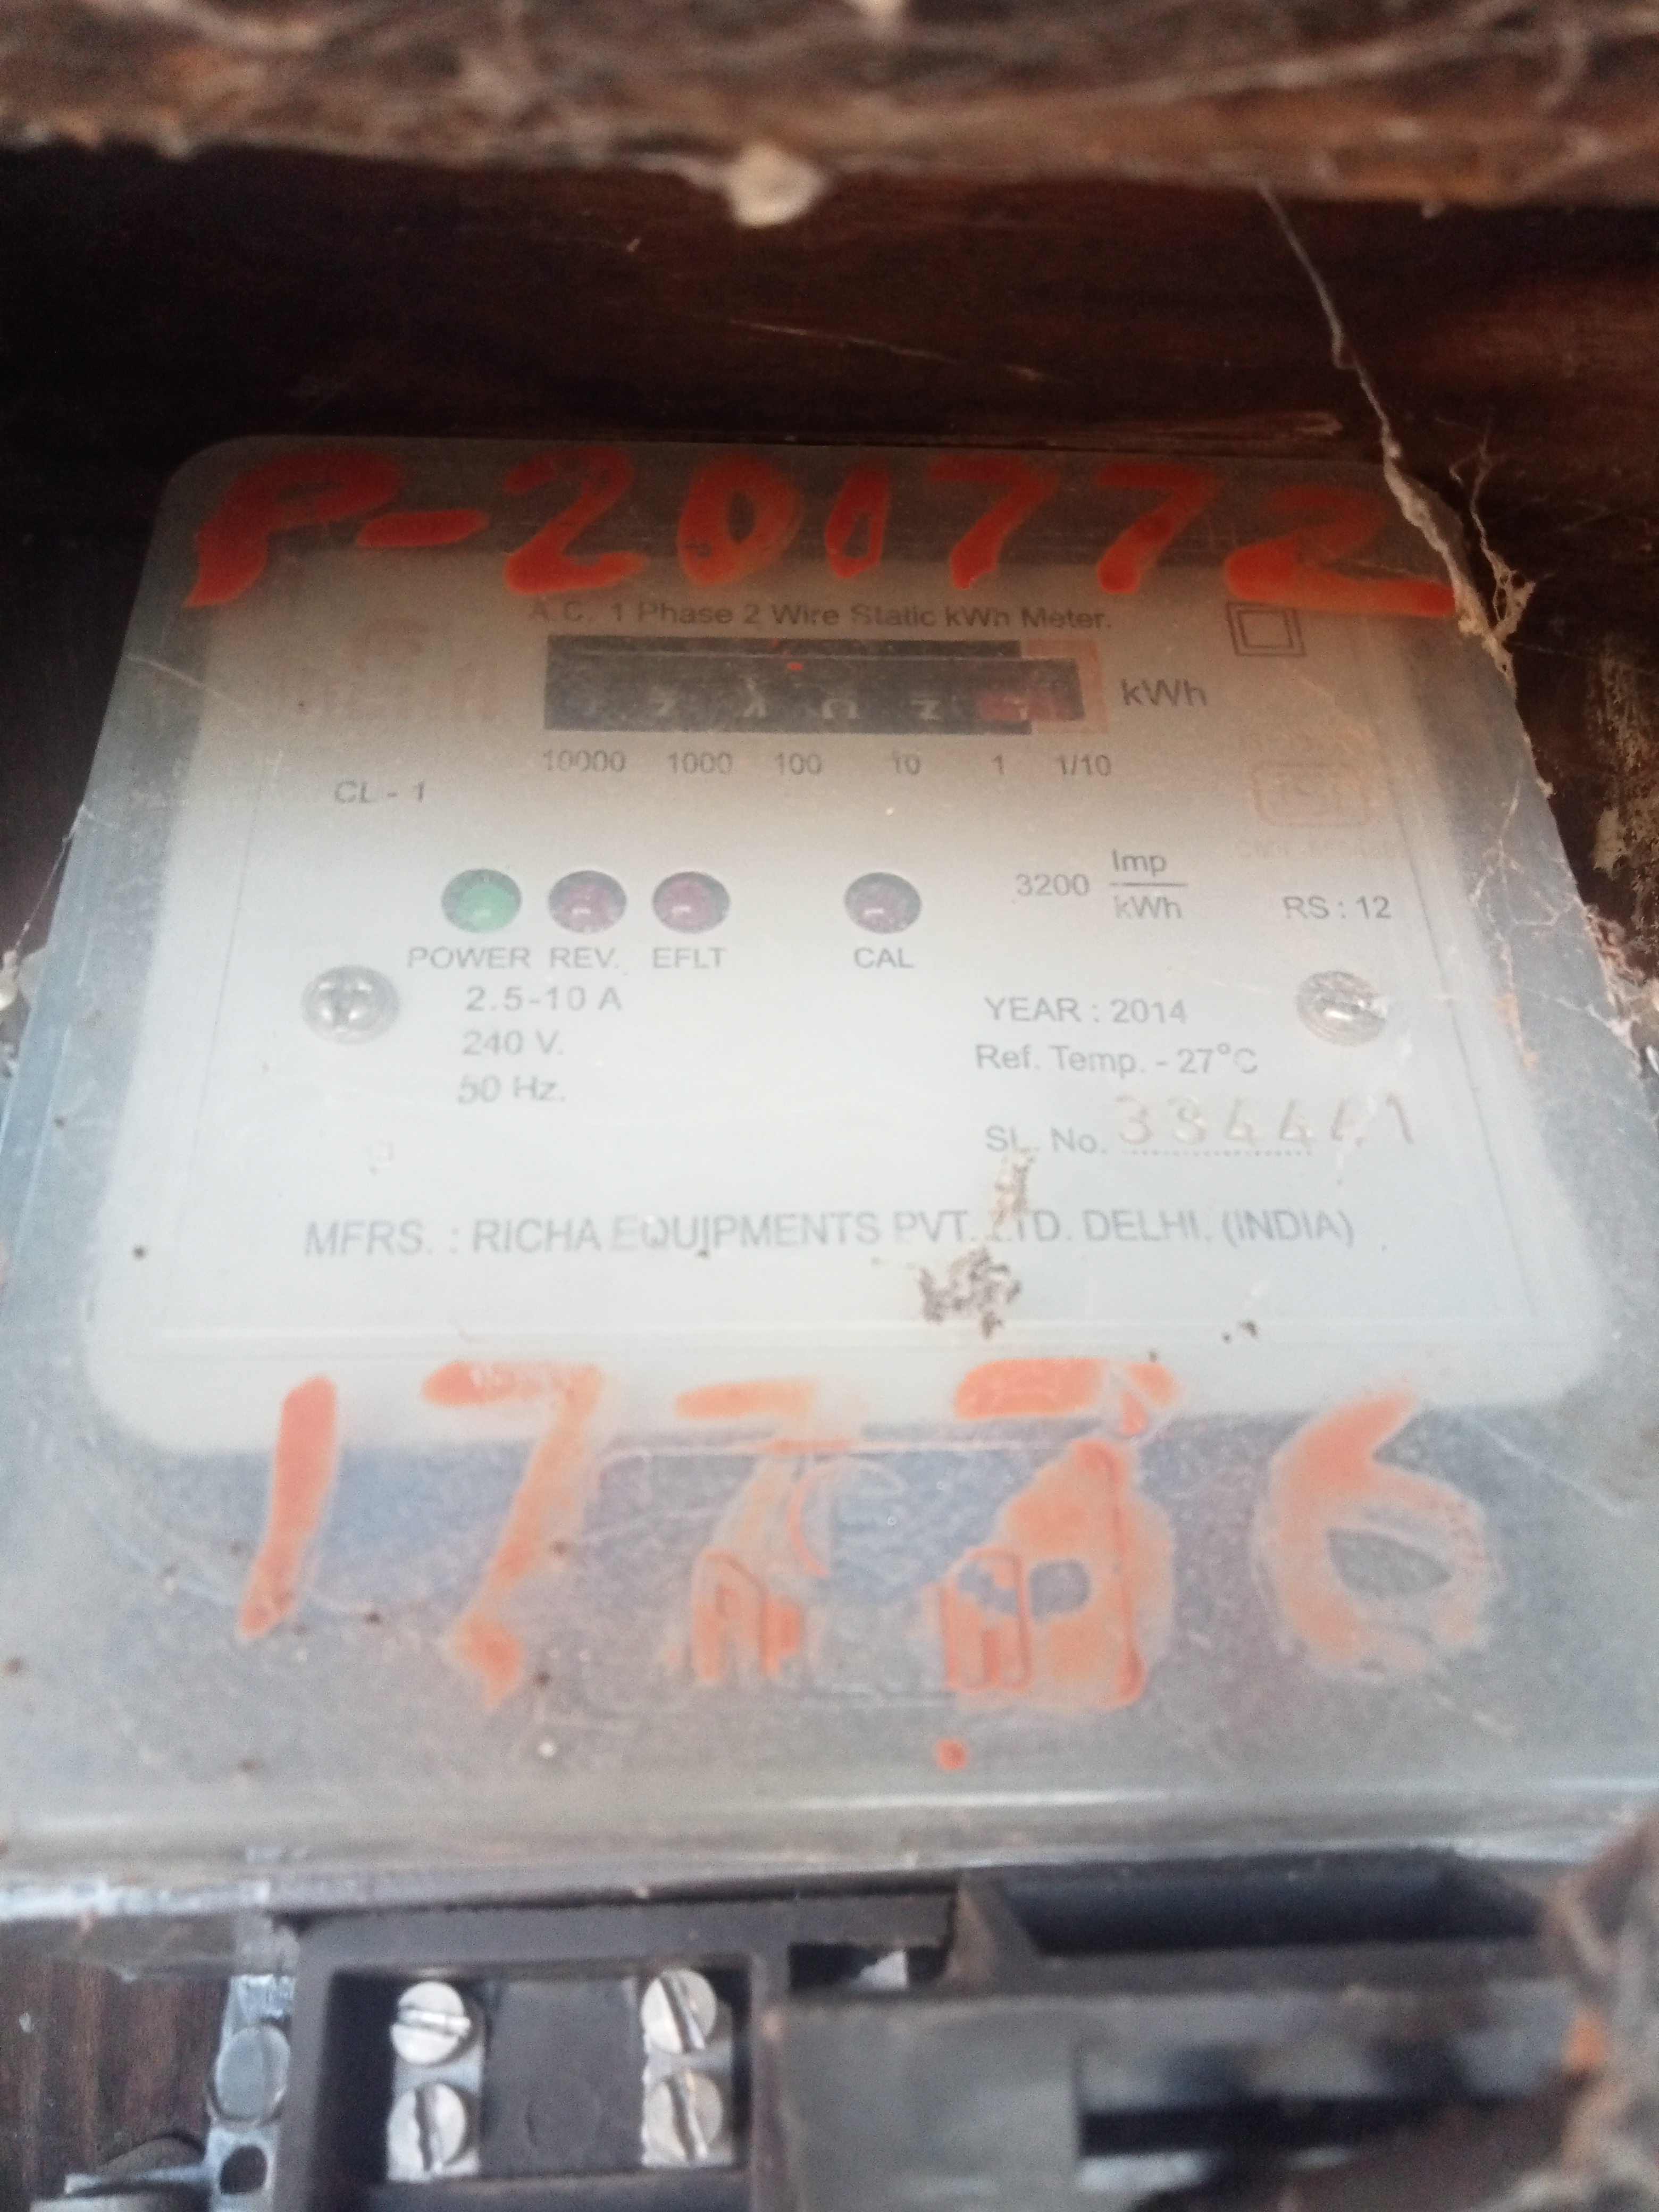 P-201772
A.C. 1 Phase 2 Wire Static kWh Meter.
kWh
10000 1000 100 10 1 1/10
CL - 1
3200 Imp/kWh
RS : 12
POWER REV. EFLT CAL
2.5-10 A
240 V.
50 Hz.
YEAR : 2014
Ref. Temp. - 27°C
SL. No. 334441
MFRS. : RICHA EQUIPMENTS PVT. LTD. DELHI. (INDIA)